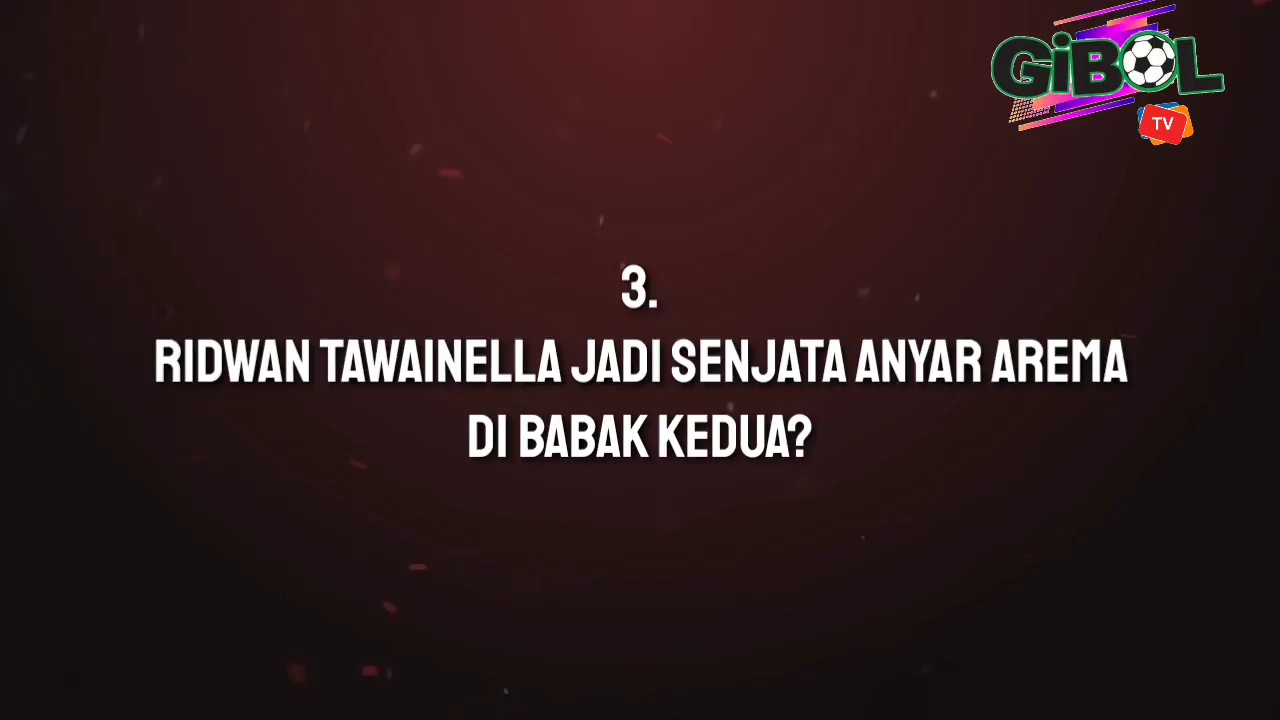 GiBOL
TV
3.
RIDWAN TAWAINELLA JADI SENJATA ANYAR AREMA
DI BABAK KEDUA?